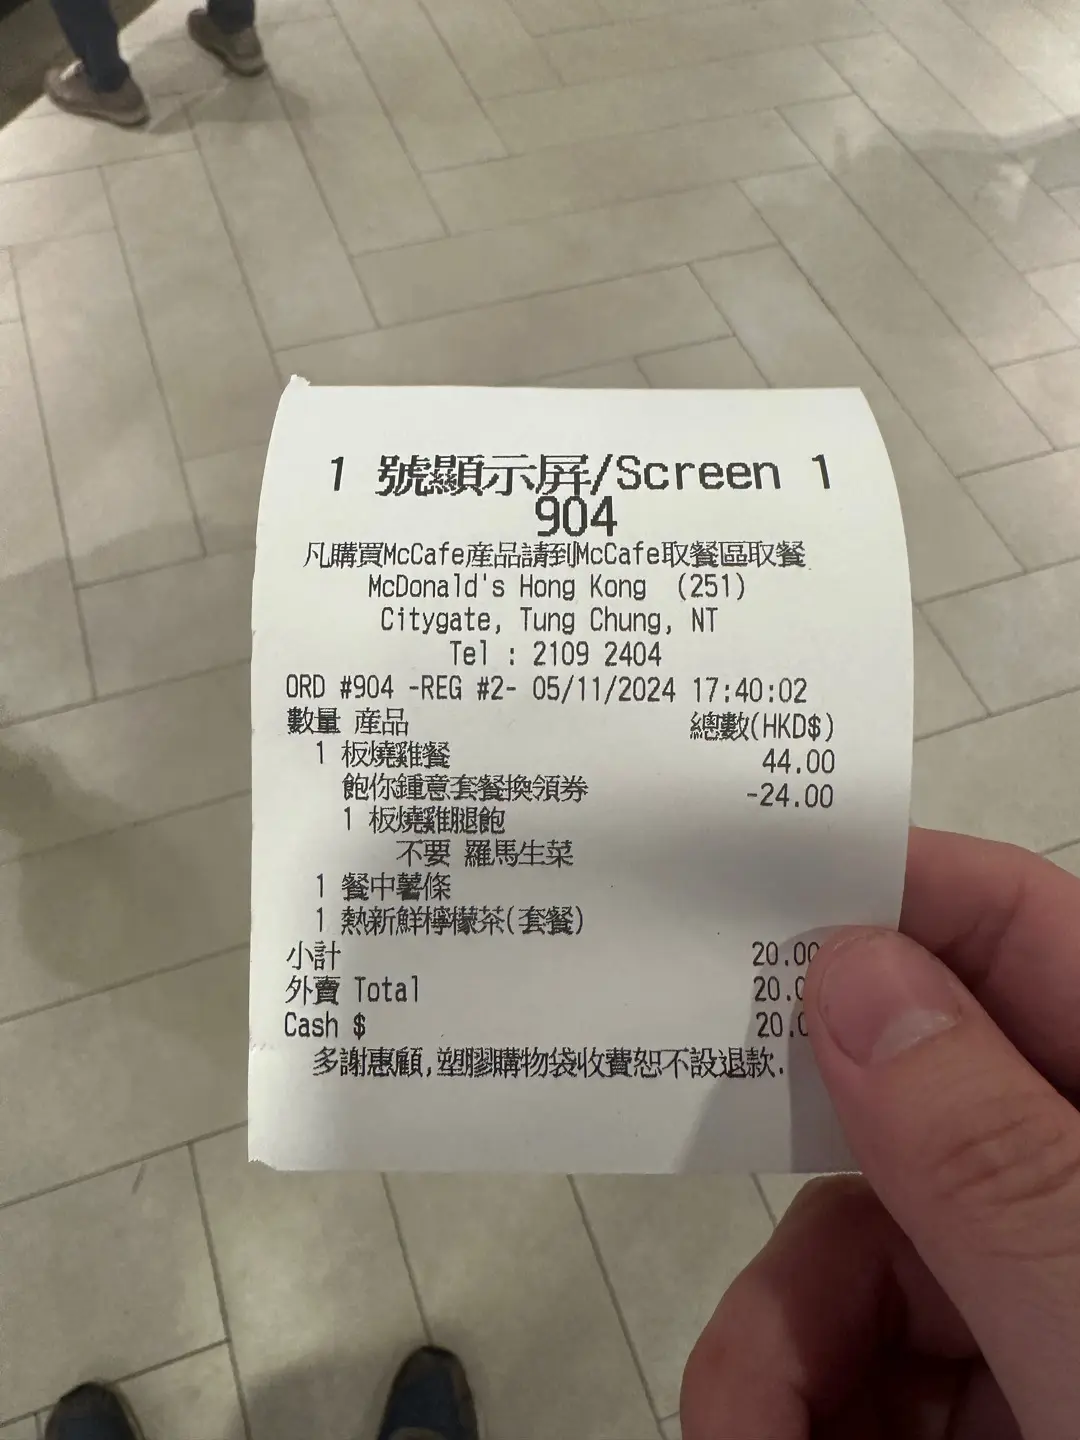 1 號顯示屏/Screen 1
904
凡購買McCafe產品請到McCafe取餐區取餐
McDonald's Hong Kong (251)
Citygate, Tung Chung, NT
Tel : 2109 2404
ORD #904 -REG #2- 05/11/2024 17:40:02
數量 產品 總數(HKD$)
1 板燒雞餐 44.00
飽你鍾意套餐換領券 -24.00
1 板燒雞腿飽
不要 羅馬生菜
1 餐中薯條
1 熱新鮮檸檬茶(套餐)
小計 20.00
外賣 Total 20.0
Cash $ 20.0
多謝惠顧,塑膠購物袋收費恕不設退款.